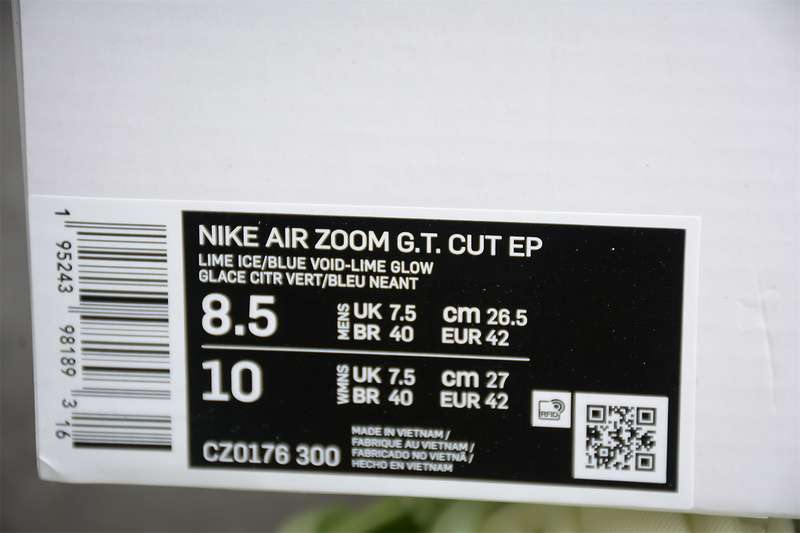 NIKE AIR ZOOM G.T. CUT EP
LIME ICE/BLUE VOID-LIME GLOW
GLACE CITR VERT/BLEU NEANT
8.5 MENS UK 7.5 cm 26.5
BR 40 EUR 42
10 WMNS UK 7.5 cm 27
BR 40 EUR 42
RFID
CZ0176 300
MADE IN VIETNAM /
FABRIQUE AU VIETNAM /
FABRICADO NO VIETNÃ /
HECHO EN VIETNAM
1 95243 98189 3 16